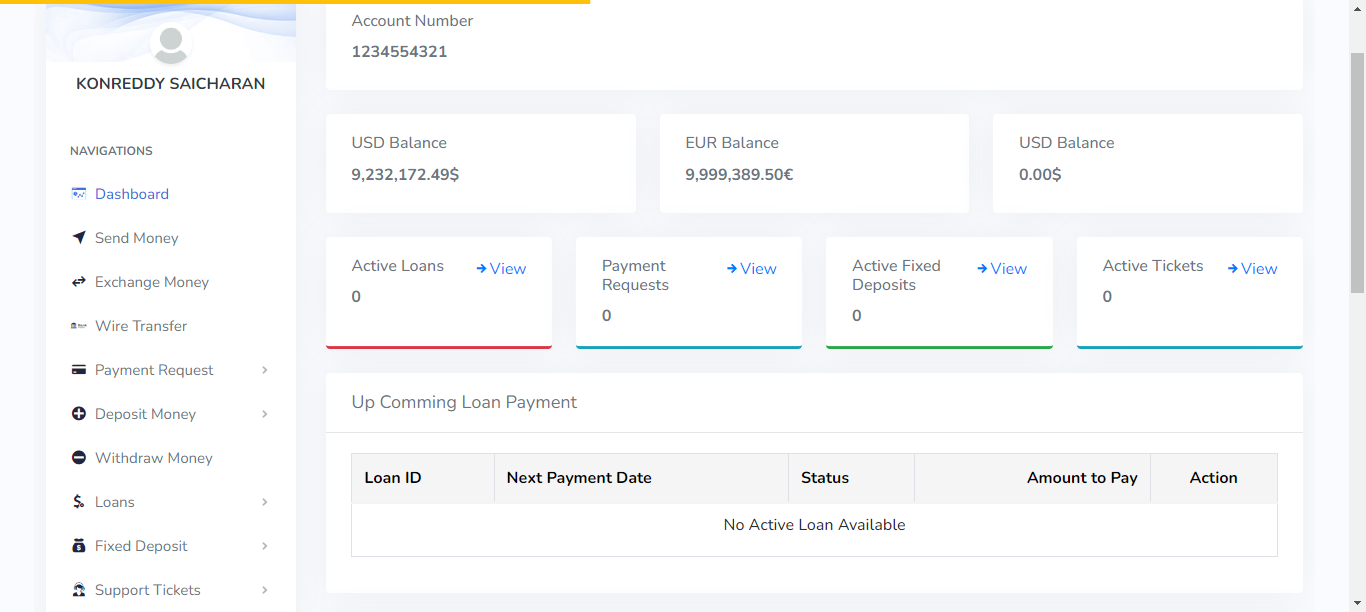 Account Number
1234554321
KONREDDY SAICHARAN
NAVIGATIONS
Dashboard
Send Money
Exchange Money
Wire Transfer
Payment Request
Deposit Money
Withdraw Money
Loans
Fixed Deposit
Support Tickets
USD Balance
9,232,172.49$
EUR Balance
9,999,389.50€
USD Balance
0.00$
Active Loans
View
0
Payment
Requests
View
0
Active Fixed
Deposits
View
0
Active Tickets
View
0
Up Comming Loan Payment
Loan ID Next Payment Date Status Amount to Pay Action
No Active Loan Available